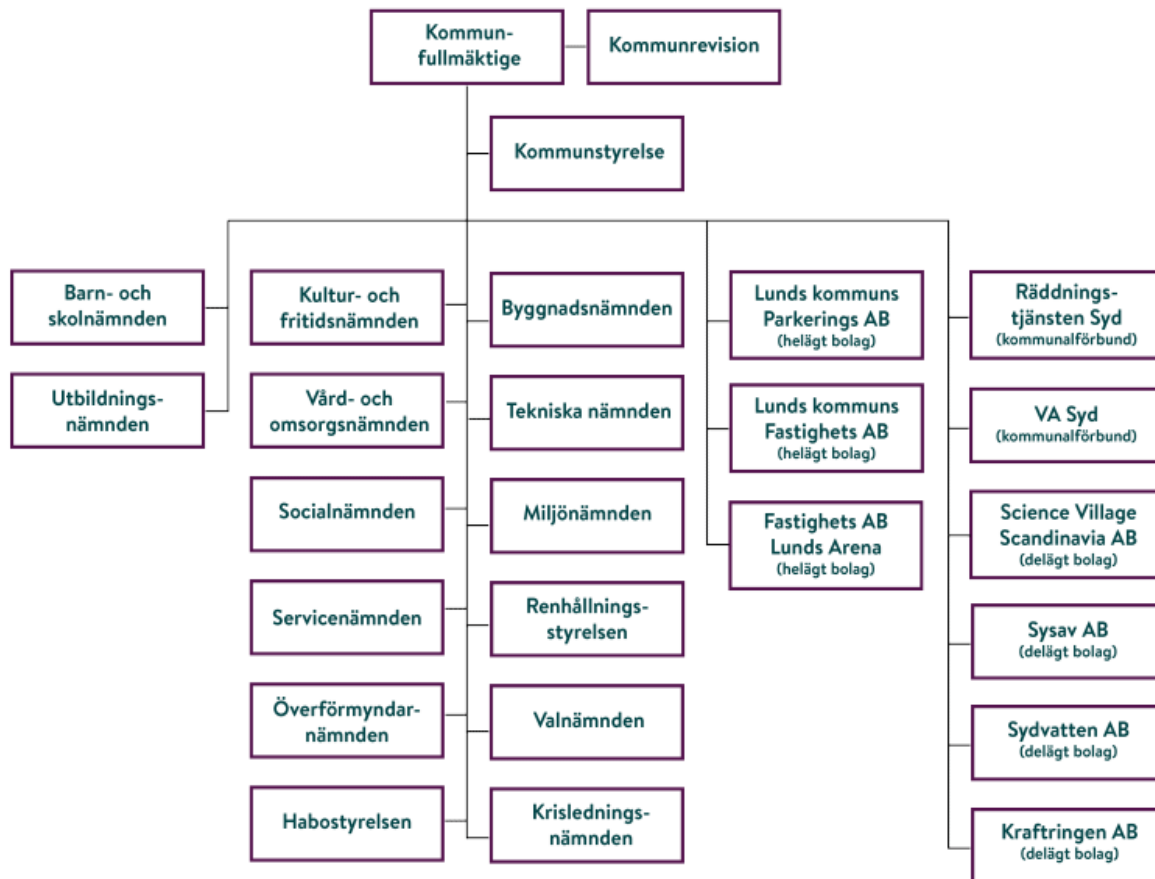 Kommun-
fullmäktige
Kommunrevision
Kommunstyrelse
Barn- och
skolnämnden
Utbildnings-
nämnden
Kultur- och
fritidsnämnden
Vård- och
omsorgsnämnden
Socialnämnden
Servicenämnden
Överförmyndar-
nämnden
Habostyrelsen
Byggnadsnämnden
Tekniska nämnden
Miljönämnden
Renhållnings-
styrelsen
Valnämnden
Krislednings-
nämnden
Lunds kommuns
Parkerings AB
(helägt bolag)
Lunds kommuns
Fastighets AB
(helägt bolag)
Fastighets AB
Lunds Arena
(helägt bolag)
Räddnings-
tjänsten Syd
(kommunalförbund)
VA Syd
(kommunalförbund)
Science Village
Scandinavia AB
(delägt bolag)
Sysav AB
(delägt bolag)
Sydvatten AB
(delägt bolag)
Kraftringen AB
(delägt bolag)